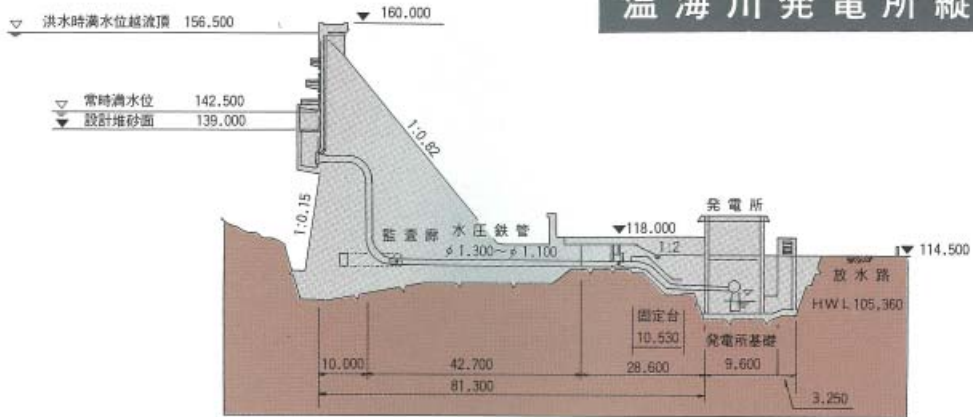 温海川発電所縦
洪水時満水位越流頂 156.500
160.000
常時満水位 142.500
設計堆砂面 139.000
1:0.82
1:0.15
発電所
監査廊 水圧鉄管
φ1.300～φ1.100
118.000
1:2
114.500
放水路
HWL105,360
固定台
10.530
発電所基礎
10.000
42.700
28.600
9.600
81.300
3.250